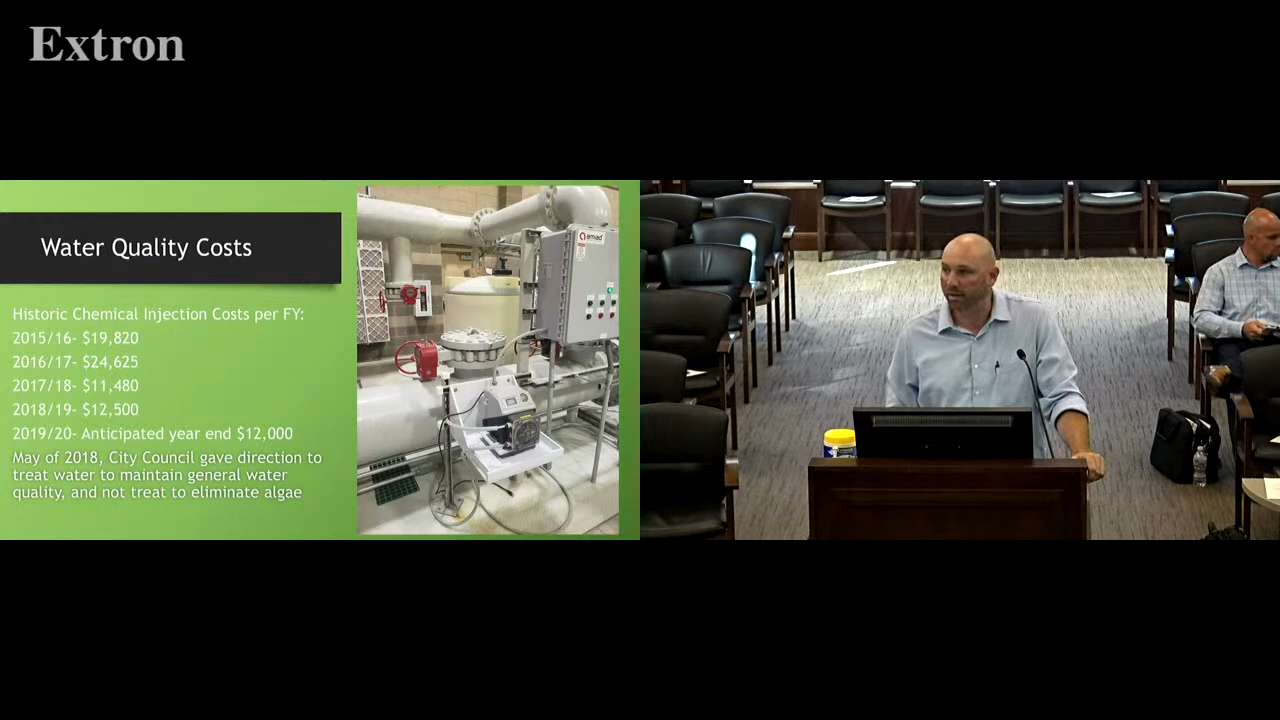 Extron
Water Quality Costs
Historic Chemical Injection Costs per FY:
2015/16- $19,820
2016/17- $24,625
2017/18- $11,480
2018/19- $12,500
2019/20- Anticipated year end $12,000
May of 2018, City Council gave direction to
treat water to maintain general water
quality, and not treat to eliminate algae
amiad